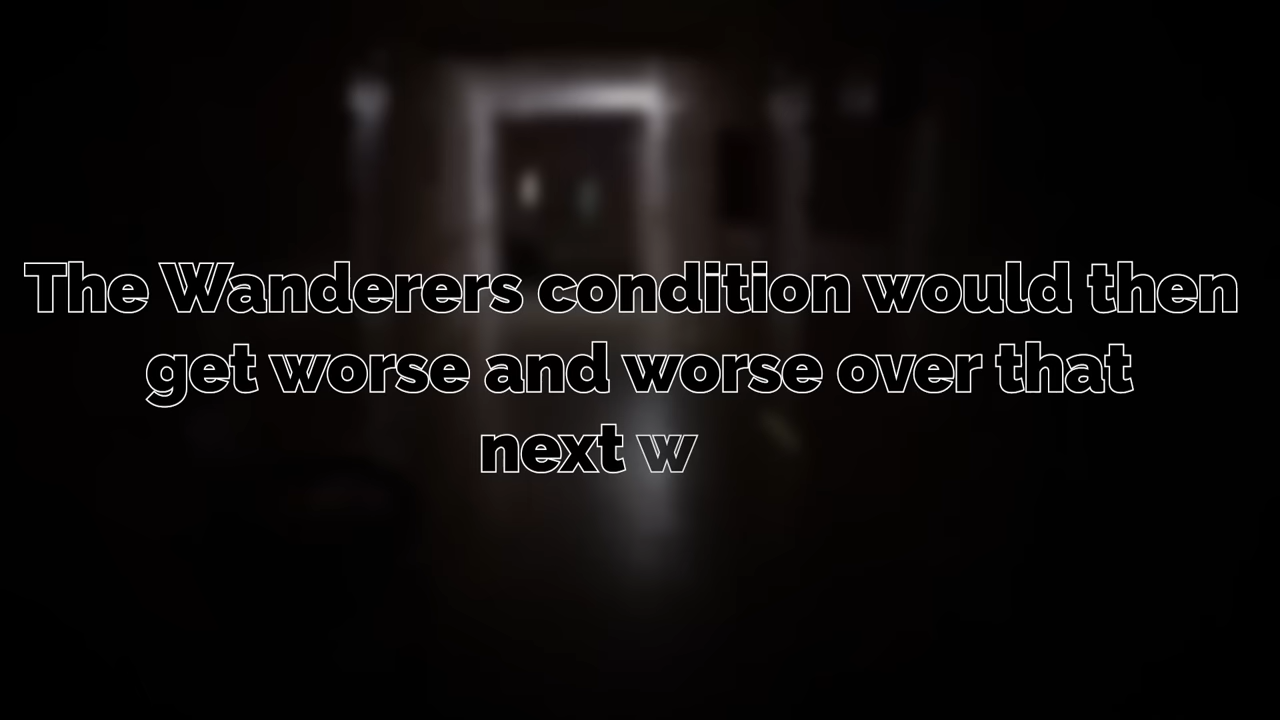 The Wanderers condition would then
get worse and worse over that
next w